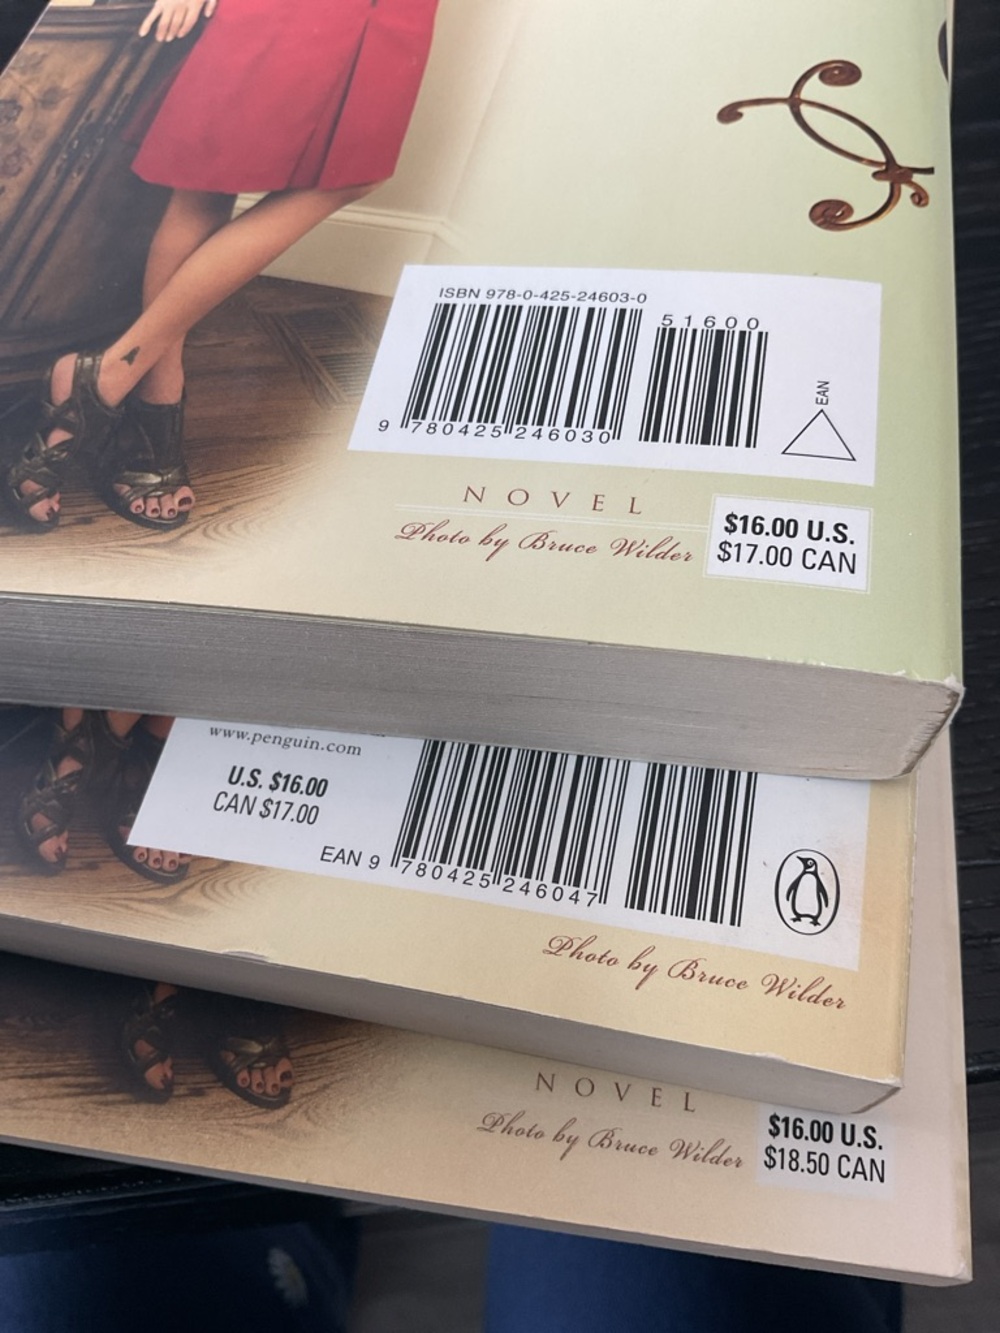 ISBN 978-0-425-24603-0
51600
9 780425 246030
EAN
NOVEL
Photo by Bruce Wilder
$16.00 U.S.
$17.00 CAN
www.penguin.com
U.S. $16.00
CAN $17.00
EAN 9 780425 246047
Photo by Bruce Wilder
NOVEL
Photo by Bruce Wilder
$16.00 U.S.
$18.50 CAN